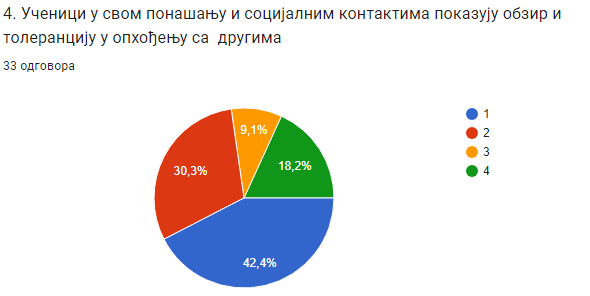 4. Ученици у свом понашању и социјалним контактима показују обзир и
толеранцију у опхођењу са  другима
33 одговора
9,1%
18,2%
30,3%
42,4%
1
2
3
4